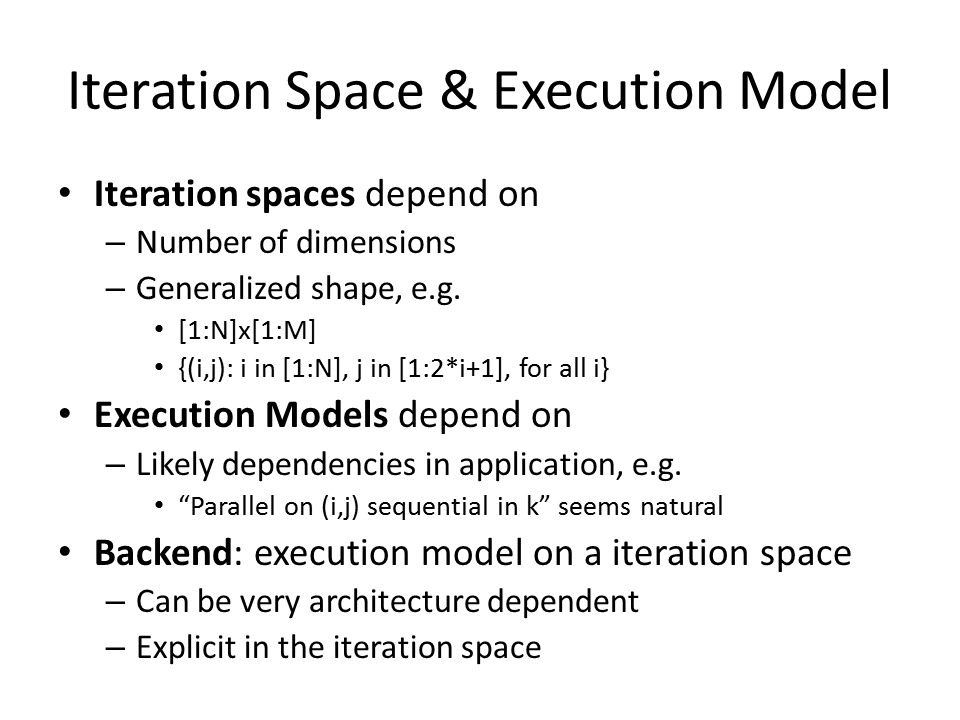 Iteration Space & Execution Model
• Iteration spaces depend on
– Number of dimensions
– Generalized shape, e.g.
• [1:N]x[1:M]
• {(i,j): i in [1:N], j in [1:2*i+1], for all i}
• Execution Models depend on
– Likely dependencies in application, e.g.
• “Parallel on (i,j) sequential in k” seems natural
• Backend: execution model on a iteration space
– Can be very architecture dependent
– Explicit in the iteration space